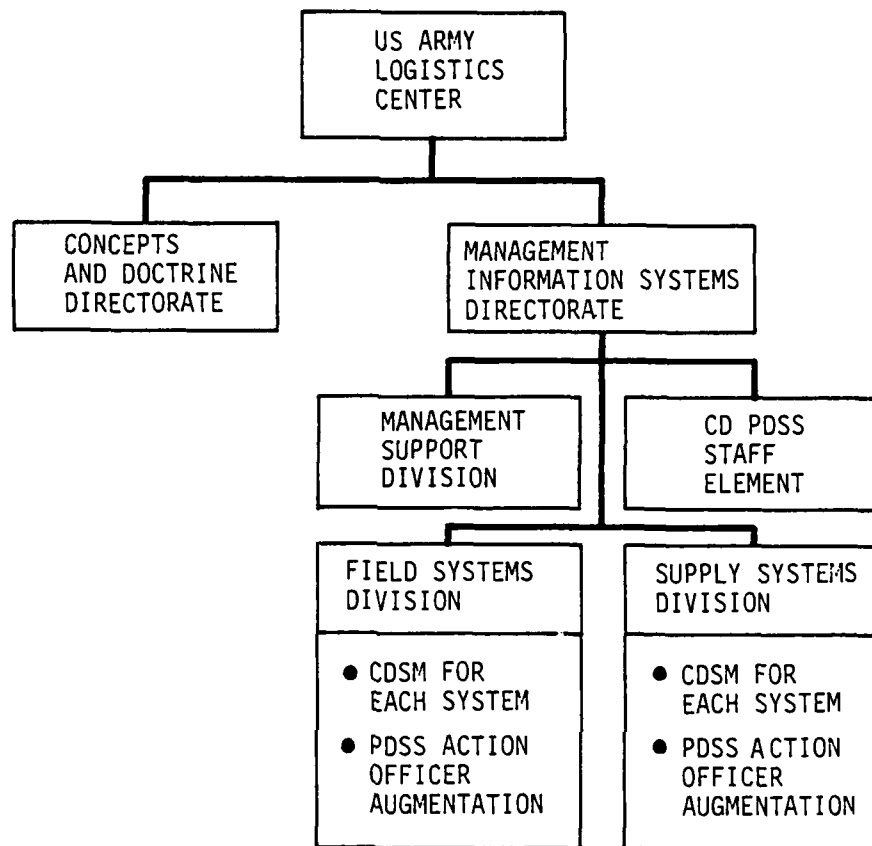 US ARMY
LOGISTICS
CENTER
CONCEPTS
AND DOCTRINE
DIRECTORATE
MANAGEMENT
INFORMATION SYSTEMS
DIRECTORATE
MANAGEMENT
SUPPORT
DIVISION
CD PDSS
STAFF
ELEMENT
FIELD SYSTEMS
DIVISION
● CDSM FOR
EACH SYSTEM
● PDSS ACTION
OFFICER
AUGMENTATION
SUPPLY SYSTEMS
DIVISION
● CDSM FOR
EACH SYSTEM
● PDSS ACTION
OFFICER
AUGMENTATION